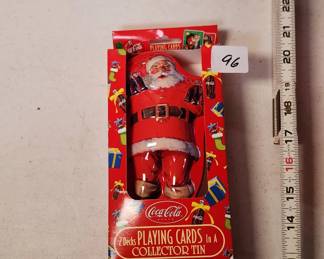 PLAYING CARDS
96
Coca-Cola
2 Decks PLAYING CARDS In A
COLLECTOR TIN
22
21
20
19
18
17
16
15
14